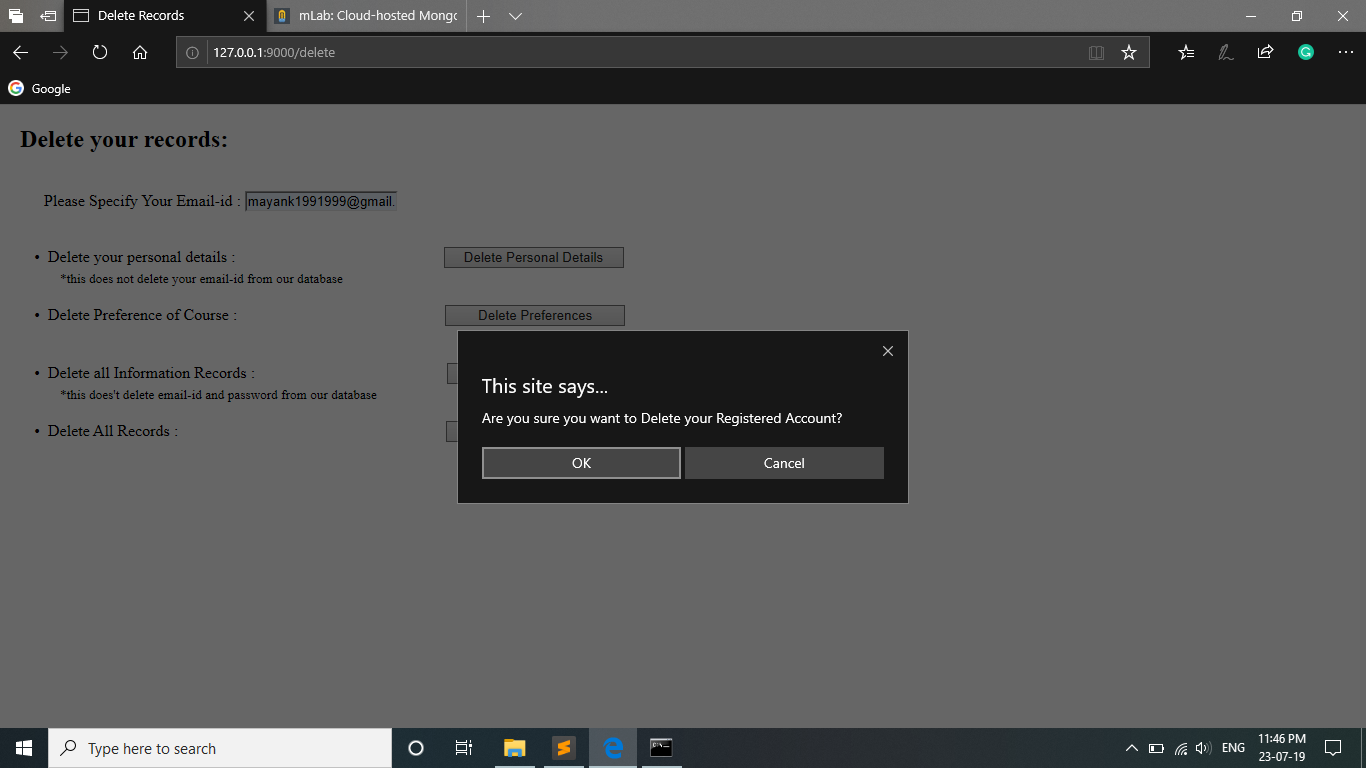 Delete Records
mLab: Cloud-hosted Mongo
127.0.0.1:9000/delete
Google
Delete your records:
Please Specify Your Email-id : mayank1991999@gmail.
• Delete your personal details : Delete Personal Details
*this does not delete your email-id from our database
• Delete Preference of Course : Delete Preferences
• Delete all Information Records :
*this does't delete email-id and password from our database
• Delete All Records :
This site says...
Are you sure you want to Delete your Registered Account?
OK Cancel
Type here to search
ENG
11:46 PM
23-07-19